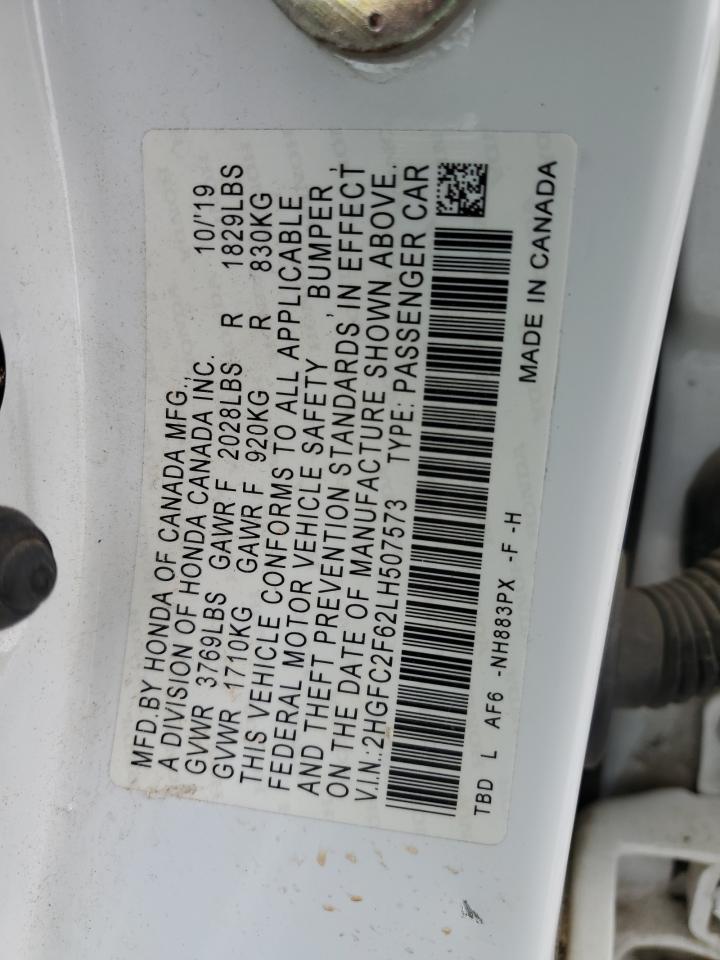 MFD.BY HONDA OF CANADA MFG., 10/'19
A DIVISION OF HONDA CANADA INC.
GVWR 3769LBS GAWR F 2028LBS R 1829LBS
GVWR 1710KG GAWR F 920KG R 830KG
THIS VEHICLE CONFORMS TO ALL APPLICABLE
FEDERAL MOTOR VEHICLE SAFETY , BUMPER ,
AND THEFT PREVENTION STANDARDS IN EFFECT
ON THE DATE OF MANUFACTURE SHOWN ABOVE.
V.I.N.:2HGFC2F62LH507573 TYPE: PASSENGER CAR
TBD L AF6 -NH883PX -F -H MADE IN CANADA